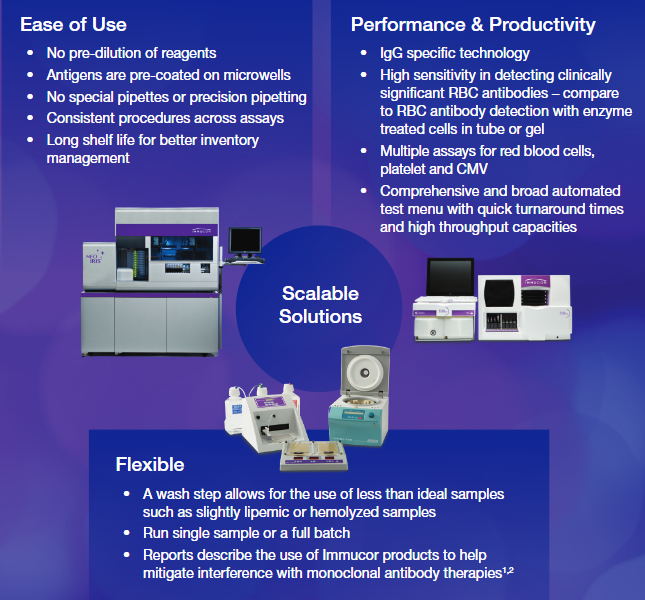 Ease of Use
• No pre-dilution of reagents
• Antigens are pre-coated on microwells
• No special pipettes or precision pipetting
• Consistent procedures across assays
• Long shelf life for better inventory
management
Performance & Productivity
• IgG specific technology
• High sensitivity in detecting clinically
significant RBC antibodies – compare
to RBC antibody detection with enzyme
treated cells in tube or gel
• Multiple assays for red blood cells,
platelet and CMV
• Comprehensive and broad automated
test menu with quick turnaround times
and high throughput capacities
IMMUCOR
NEO
IRIS
Scalable
Solutions
IMMUCOR
Flexible
• A wash step allows for the use of less than ideal samples
such as slightly lipemic or hemolyzed samples
• Run single sample or a full batch
• Reports describe the use of Immucor products to help
mitigate interference with monoclonal antibody therapies¹,²